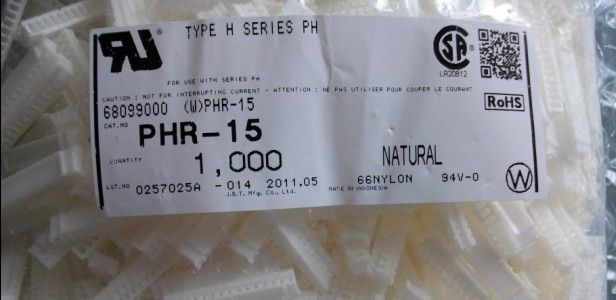 TYPE H SERIES PH
LR20812
FOR USE WITH SERIES PH
CAUTION : NOT FOR INTERRUPTING CURRENT - ATTENTION : NE PAS UTILISER POUR COUPER LE COURANT
68099000 (W)PHR-15
RoHS
CAT.NO
PHR-15
QUANTITY
1,000
NATURAL
LOT.NO 0257025A -014 2011.05 66NYLON 94V-0
J.S.T. Mfg. Co., Ltd. MADE IN INDONESIA
W